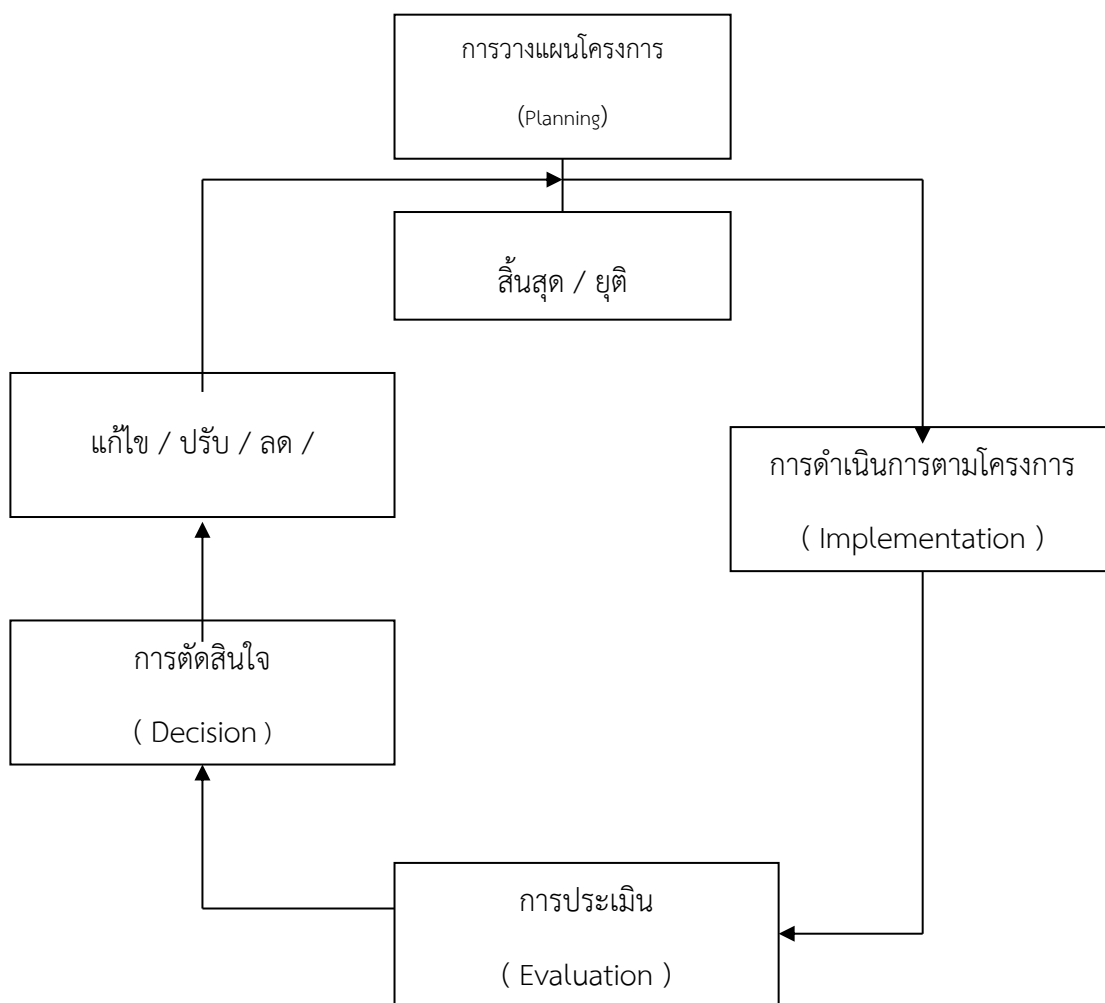 การวางแผนโครงการ
(Planning)
สิ้นสุด / ยุติ
แก้ไข / ปรับ / ลด /
การดำเนินการตามโครงการ
( Implementation )
การตัดสินใจ
( Decision )
การประเมิน
( Evaluation )